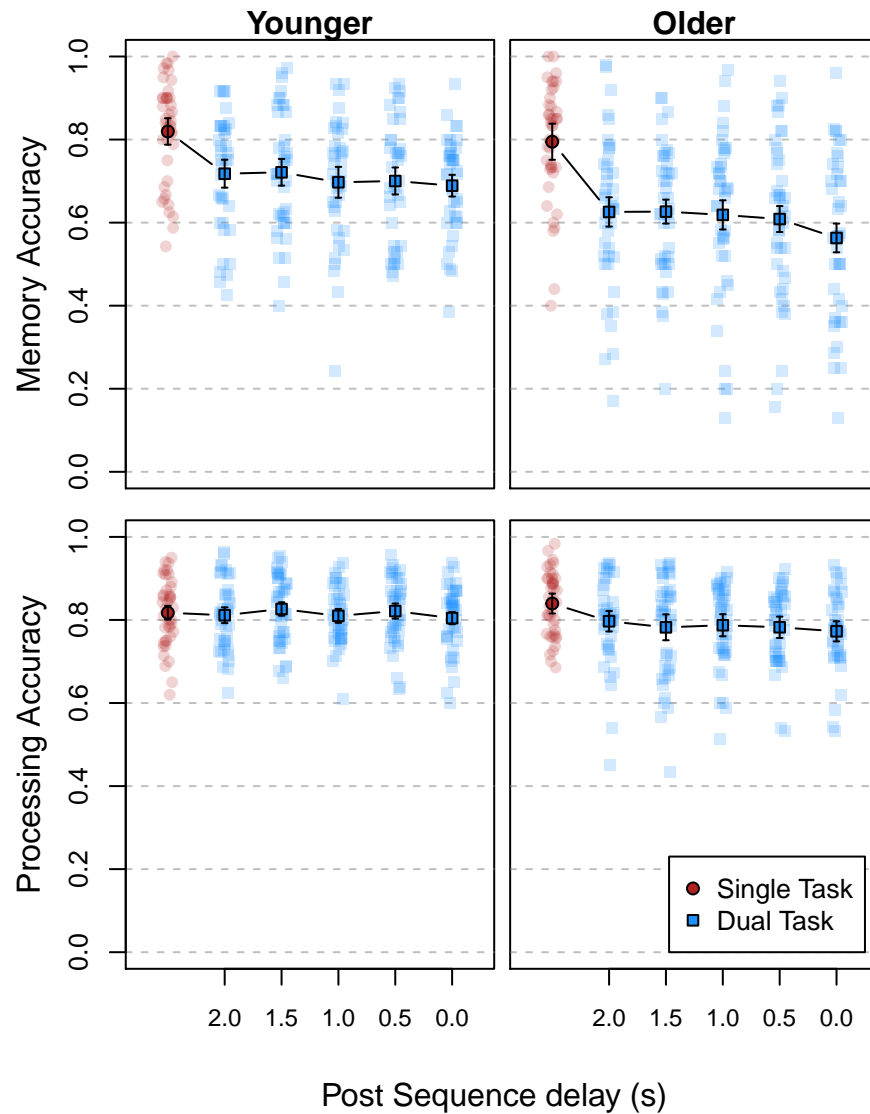 Younger
Older
Memory Accuracy
1.0
0.8
0.6
0.4
0.2
0.0
Processing Accuracy
1.0
0.8
0.6
0.4
0.2
0.0
Single Task
Dual Task
2.0 1.5 1.0 0.5 0.0
2.0 1.5 1.0 0.5 0.0
Post Sequence delay (s)